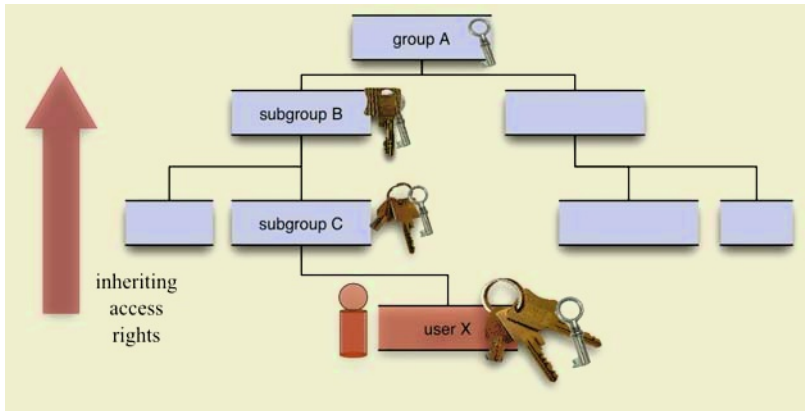 group A
subgroup B
subgroup C
inheriting
access
rights
user X